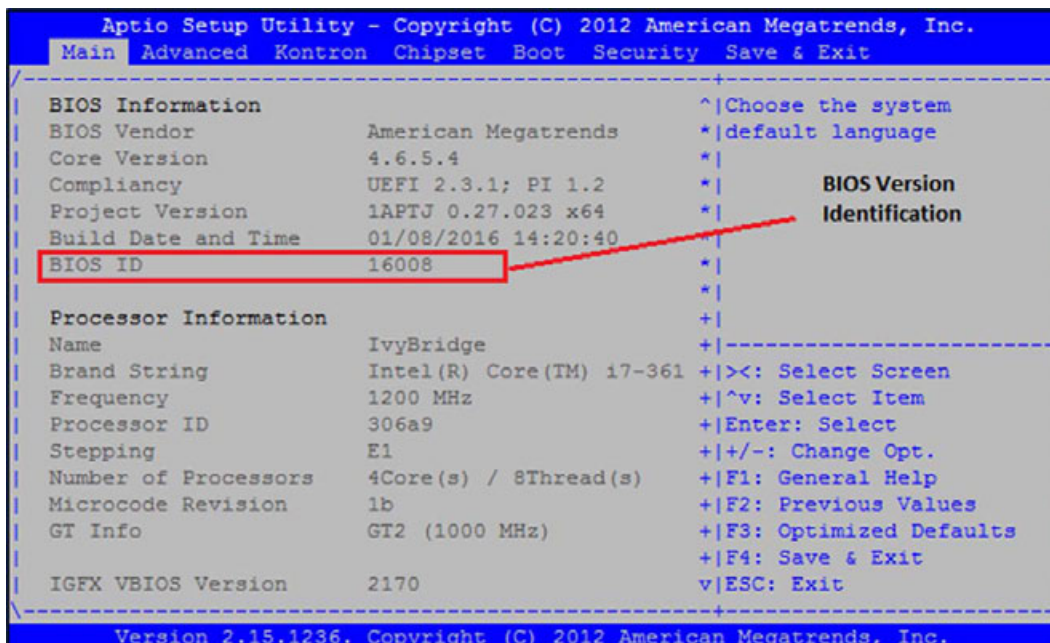 Aptio Setup Utility - Copyright (C) 2012 American Megatrends, Inc.
Main Advanced Kontron Chipset Boot Security Save & Exit
/----------------------------------------------------+------------------------
| BIOS Information ^|Choose the system
| BIOS Vendor American Megatrends *|default language
| Core Version 4.6.5.4 *|
| Compliancy UEFI 2.3.1; PI 1.2 *| BIOS Version
| Project Version 1APTJ 0.27.023 x64 *| Identification
| Build Date and Time 01/08/2016 14:20:40 *|
| BIOS ID 16008 *|
| *|
| Processor Information +|
| Name IvyBridge +|------------------------
| Brand String Intel(R) Core(TM) i7-361 +|><: Select Screen
| Frequency 1200 MHz +|^v: Select Item
| Processor ID 306a9 +|Enter: Select
| Stepping E1 +|+/-: Change Opt.
| Number of Processors 4Core(s) / 8Thread(s) +|F1: General Help
| Microcode Revision 1b +|F2: Previous Values
| GT Info GT2 (1000 MHz) +|F3: Optimized Defaults
| +|F4: Save & Exit
| IGFX VBIOS Version 2170 v|ESC: Exit
\----------------------------------------------------+------------------------
Version 2.15.1236. Copyright (C) 2012 American Megatrends, Inc.